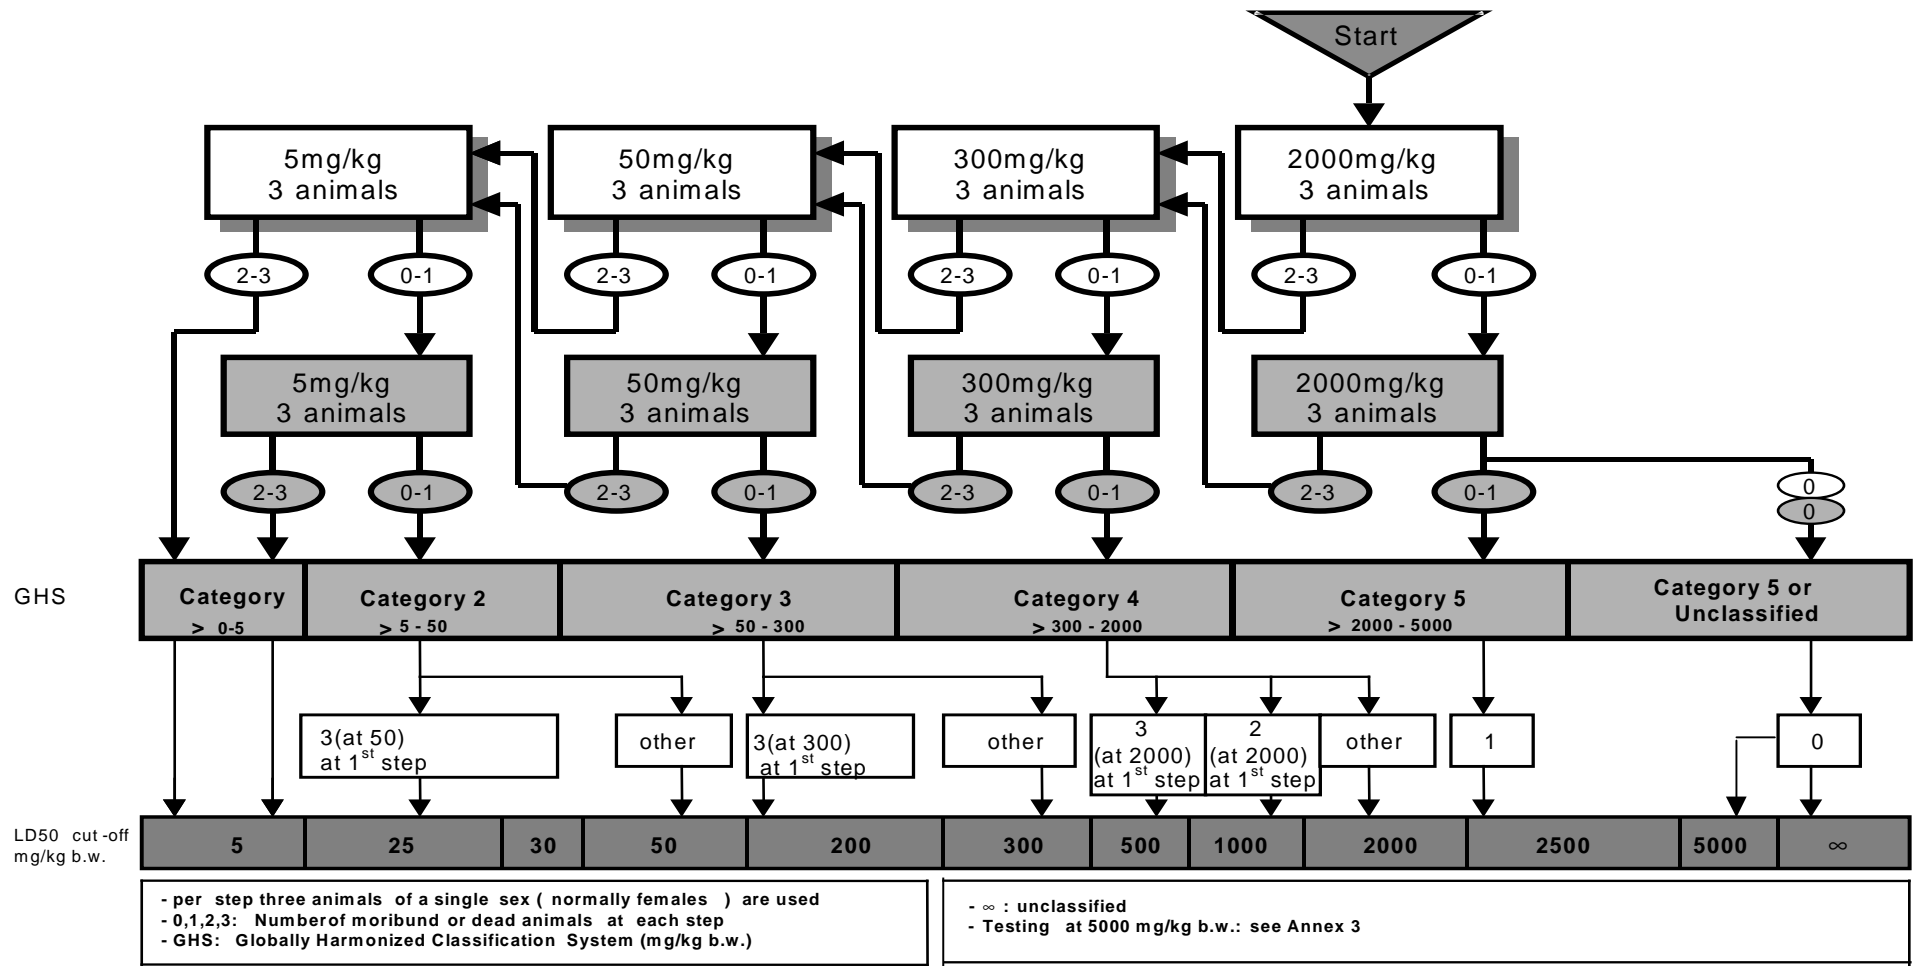 Start
5mg/kg
3 animals
50mg/kg
3 animals
300mg/kg
3 animals
2000mg/kg
3 animals
2-3
0-1
2-3
0-1
2-3
0-1
2-3
0-1
5mg/kg
3 animals
50mg/kg
3 animals
300mg/kg
3 animals
2000mg/kg
3 animals
2-3
0-1
2-3
0-1
2-3
0-1
2-3
0-1
0
0
GHS
Category
> 0-5
Category 2
> 5 - 50
Category 3
> 50 - 300
Category 4
> 300 - 2000
Category 5
> 2000 - 5000
Category 5 or
Unclassified
3(at 50)
at 1st step
other
3(at 300)
at 1st step
other
3
(at 2000)
at 1st step
2
(at 2000)
at 1st step
other
1
0
LD50 cut -off
mg/kg b.w.
5
25
30
50
200
300
500
1000
2000
2500
5000
∞
- per step three animals of a single sex ( normally females ) are used
- 0,1,2,3: Numberof moribund or dead animals at each step
- GHS: Globally Harmonized Classification System (mg/kg b.w.)
- ∞ : unclassified
- Testing at 5000 mg/kg b.w.: see Annex 3